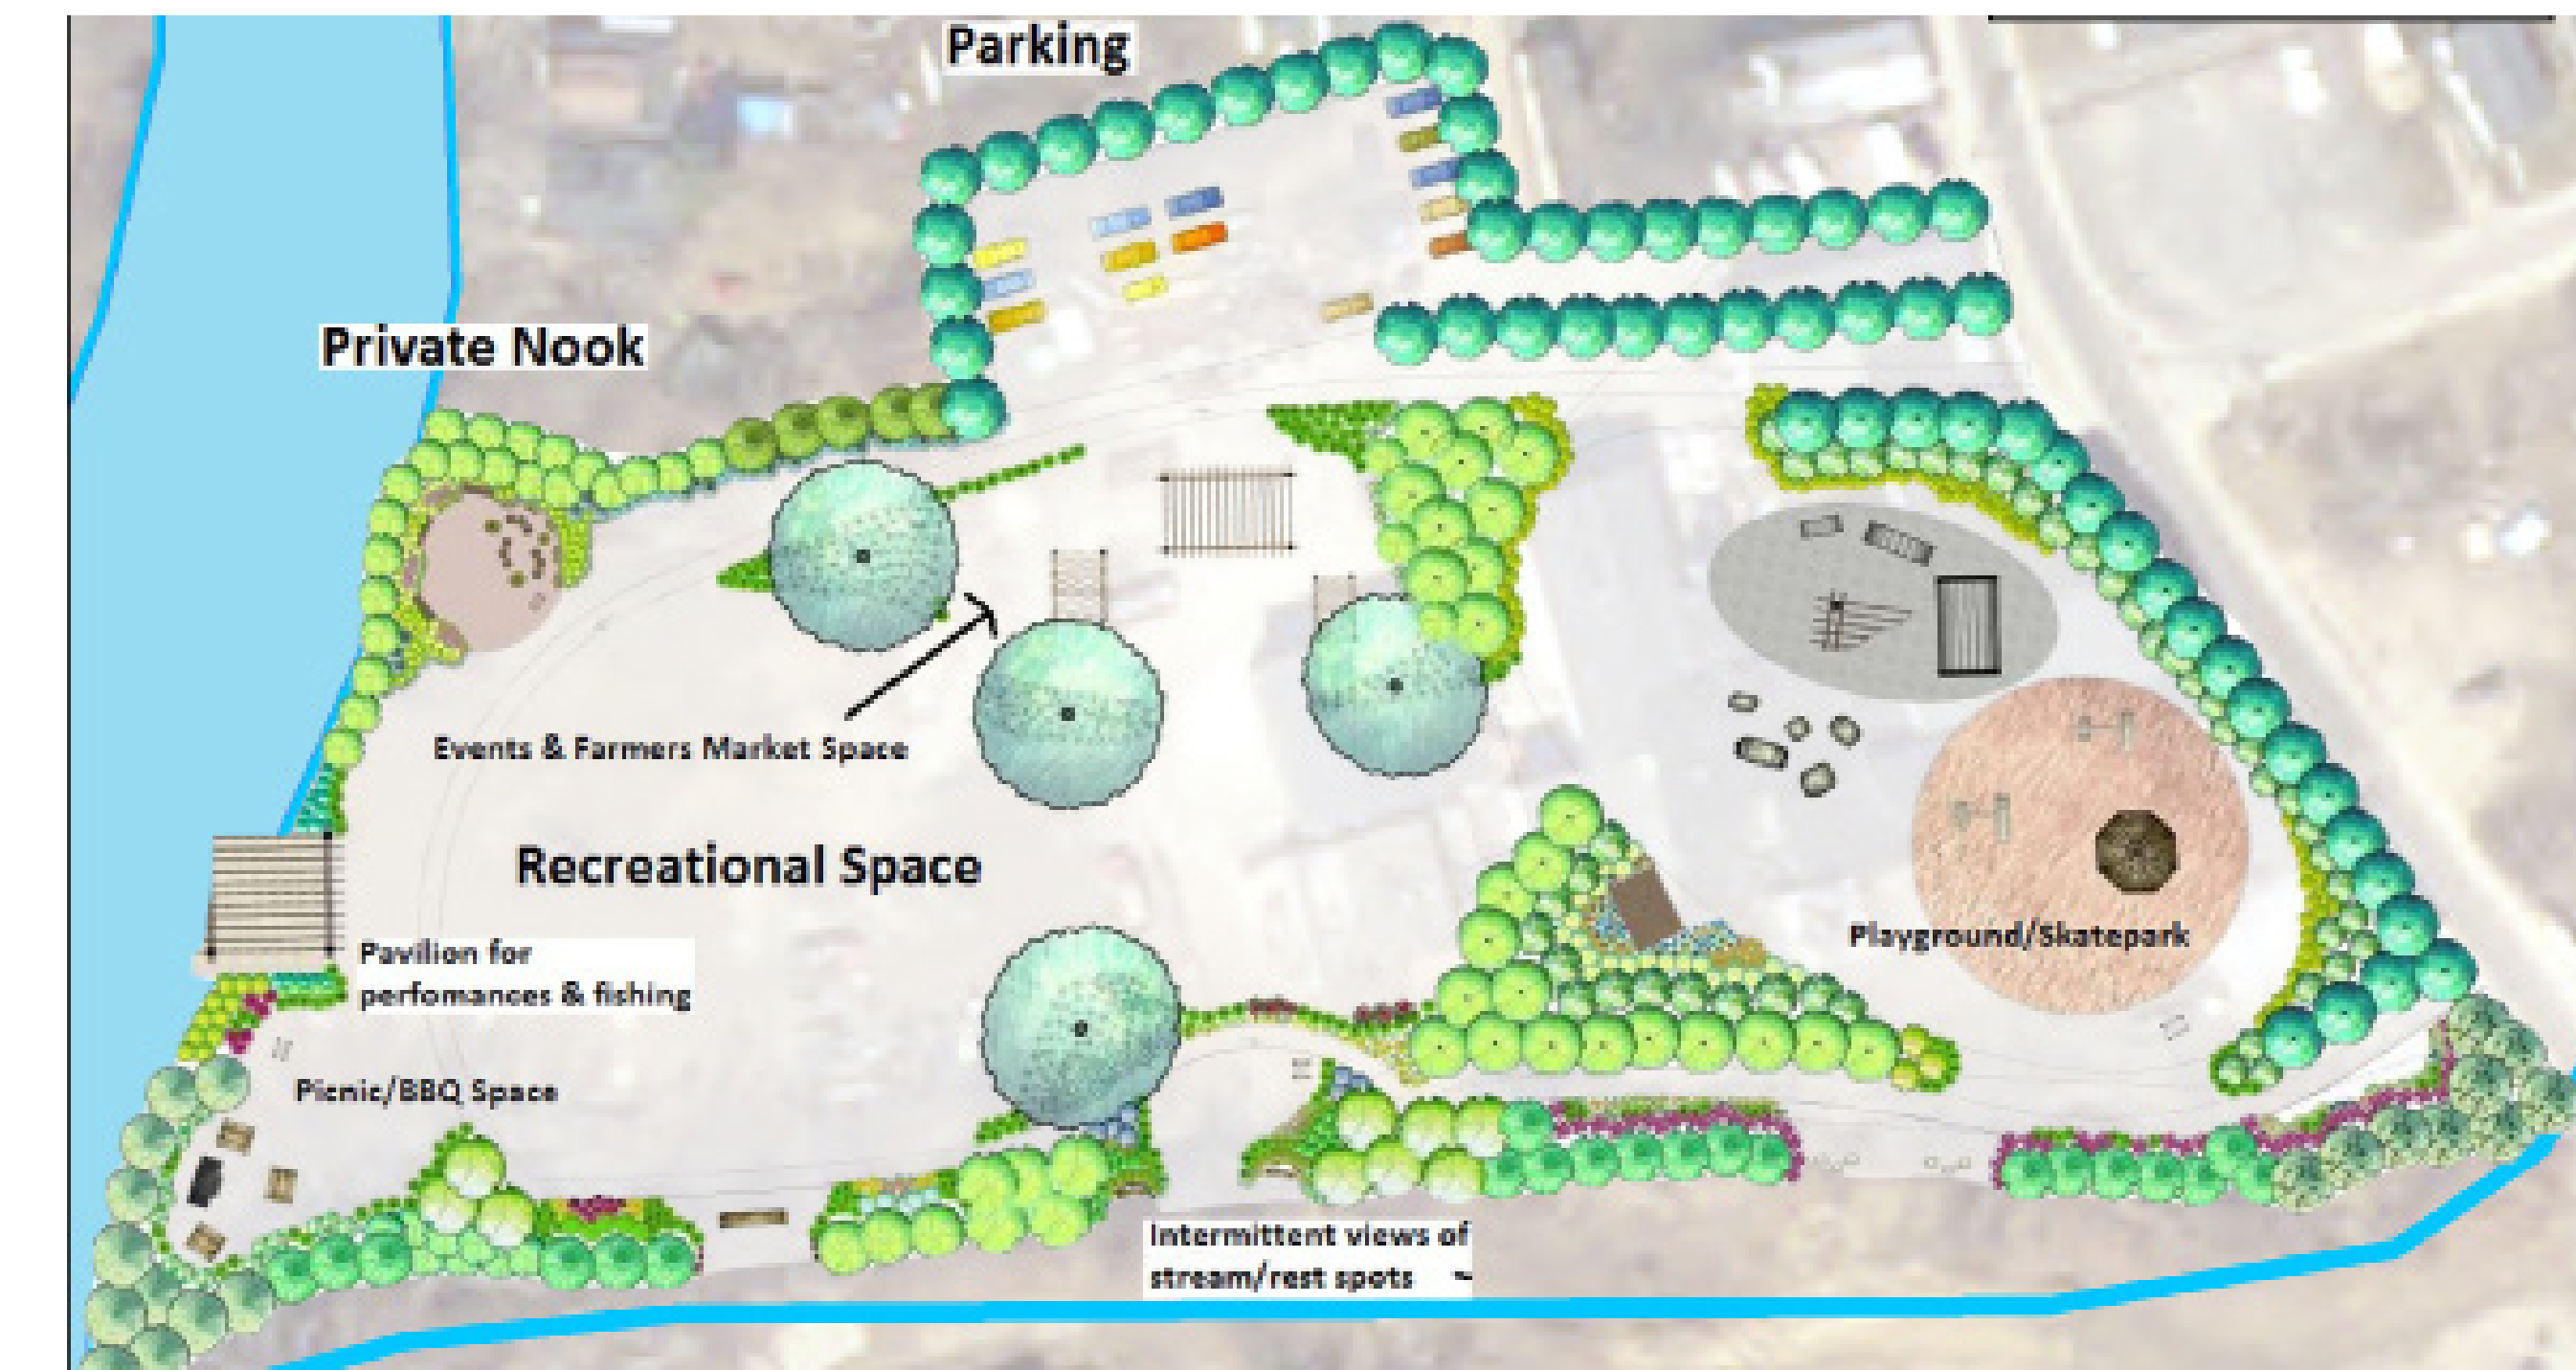 Parking
Private Nook
Events & Farmers Market Space
Recreational Space
Pavilion for
perfomances & fishing
Playground/Skatepark
Picnic/BBQ Space
Intermittent views of
stream/rest spots